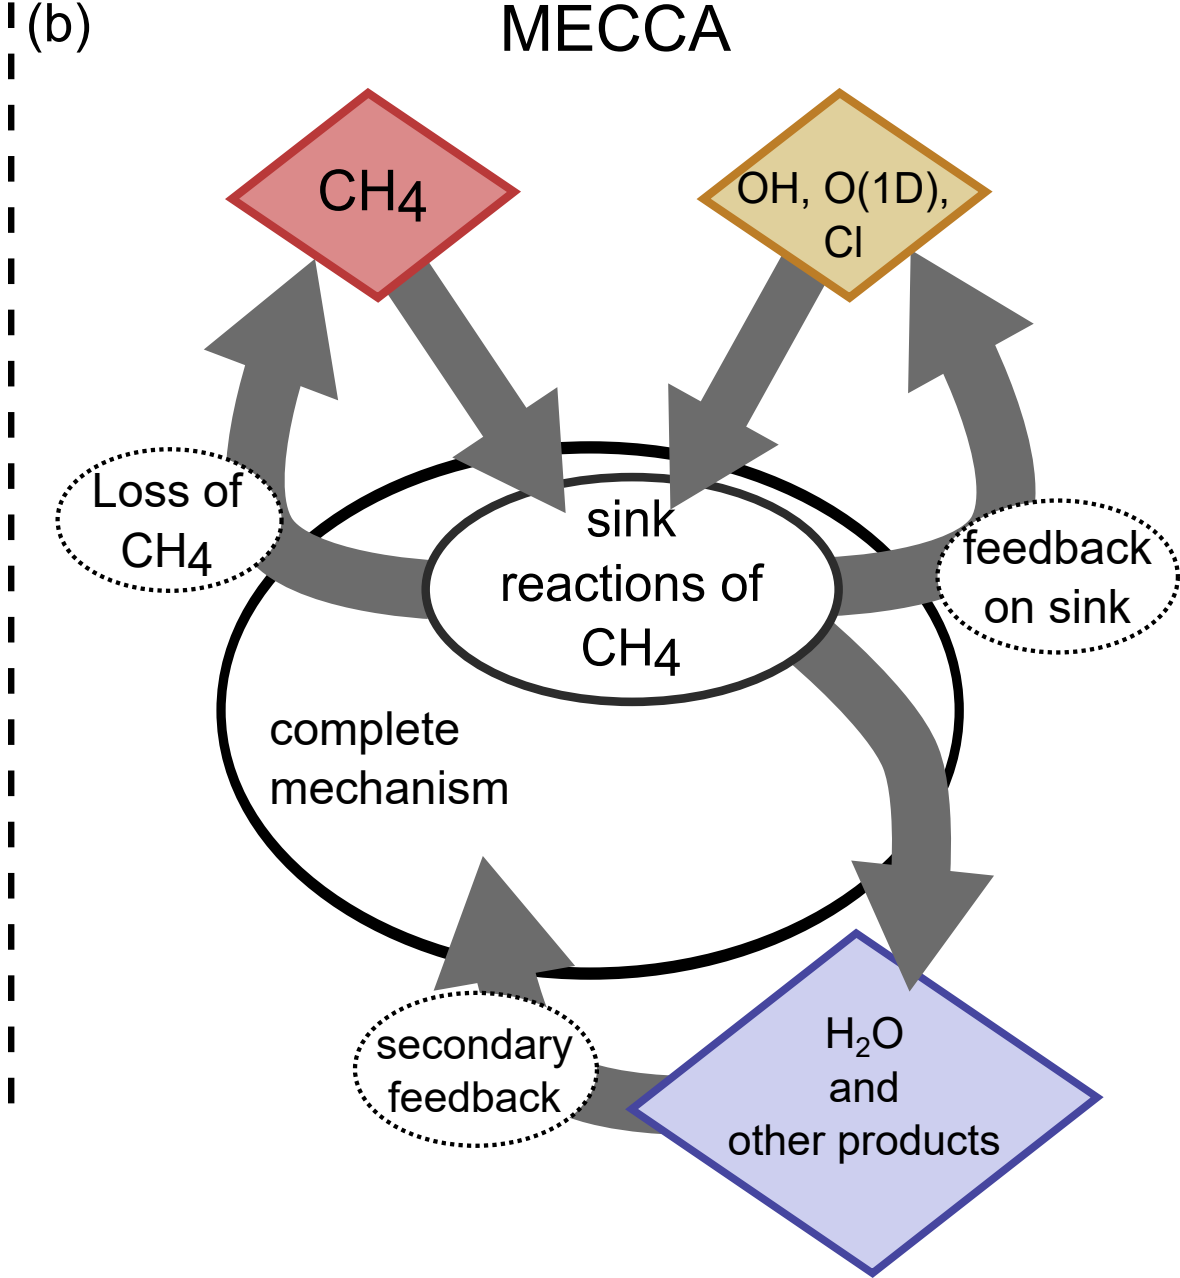 (b)
MECCA
CH4
OH, O(1D),
Cl
Loss of
CH4
sink
reactions of
CH4
feedback
on sink
complete
mechanism
secondary
feedback
H₂O
and
other products